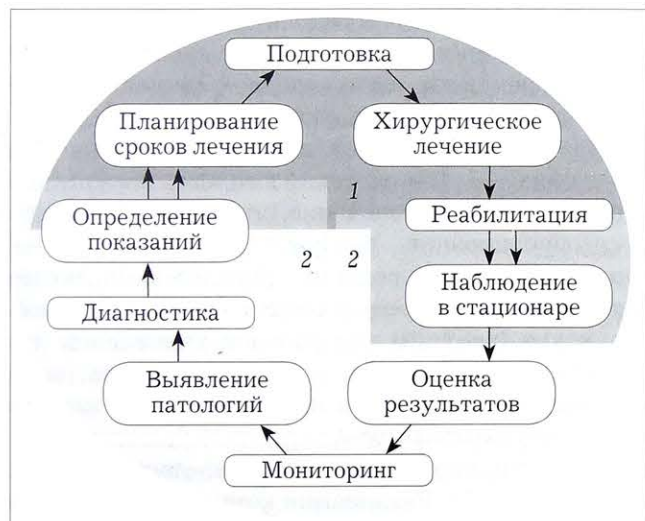 Подготовка
Планирование
сроков лечения
Хирургическое
лечение
1
Определение
показаний
Реабилитация
2 2
Наблюдение
в стационаре
Диагностика
Выявление
патологий
Оценка
результатов
Мониторинг